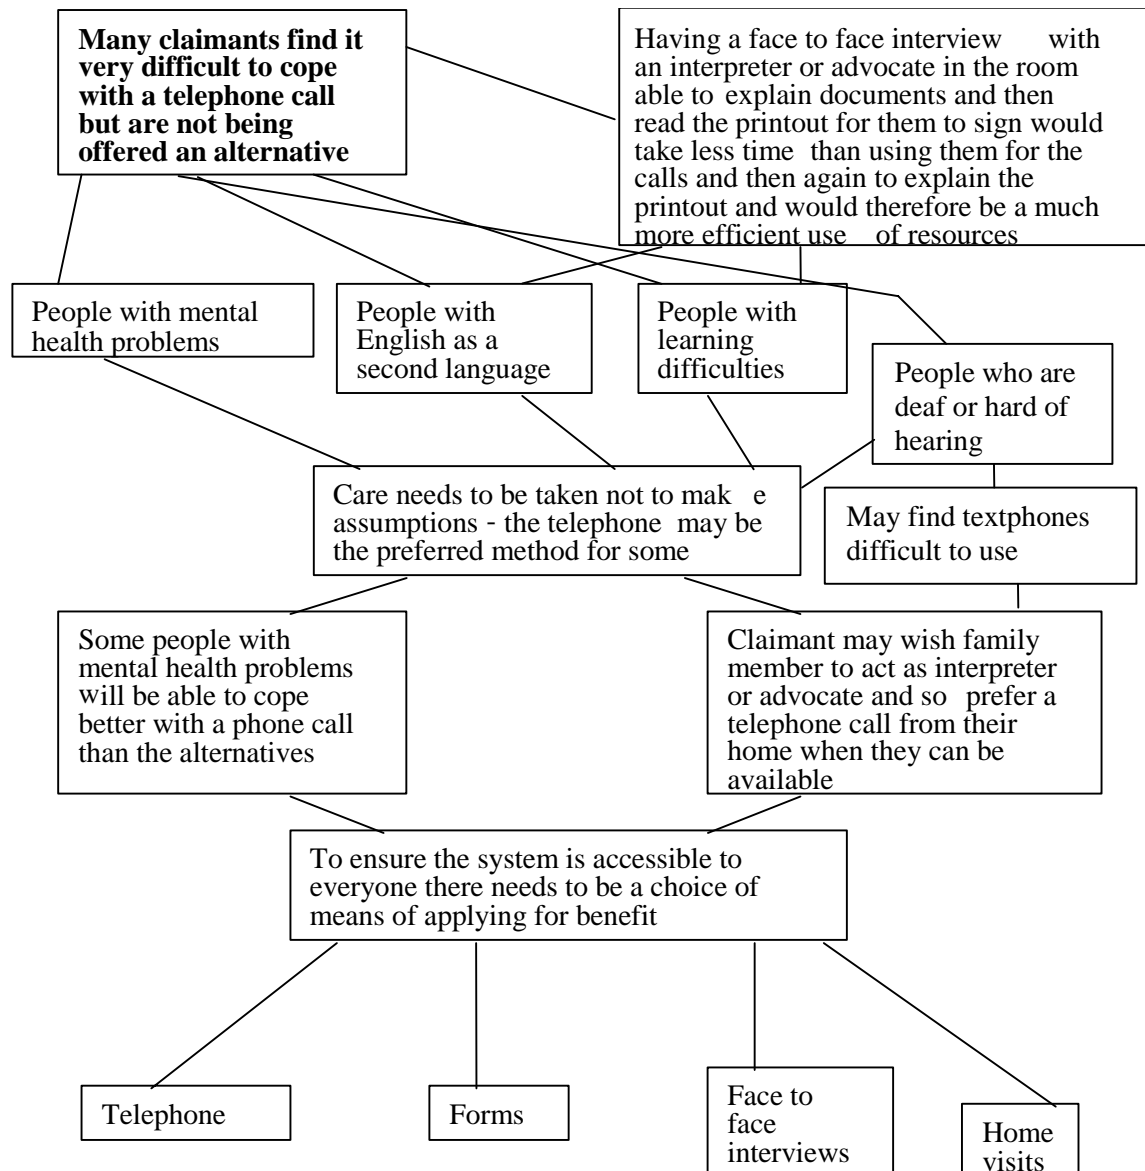 Many claimants find it
very difficult to cope
with a telephone call
but are not being
offered an alternative
Having a face to face interview with
an interpreter or advocate in the room
able to explain documents and then
read the printout for them to sign would
take less time than using them for the
calls and then again to explain the
printout and would therefore be a much
more efficient use of resources
People with mental
health problems
People with
English as a
second language
People with
learning
difficulties
People who are
deaf or hard of
hearing
Care needs to be taken not to mak e
assumptions - the telephone may be
the preferred method for some
May find textphones
difficult to use
Some people with
mental health problems
will be able to cope
better with a phone call
than the alternatives
Claimant may wish family
member to act as interpreter
or advocate and so prefer a
telephone call from their
home when they can be
available
To ensure the system is accessible to
everyone there needs to be a choice of
means of applying for benefit
Telephone
Forms
Face to
face
interviews
Home
visits